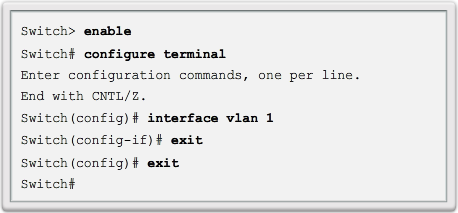 Switch> enable
Switch# configure terminal
Enter configuration commands, one per line.
End with CNTL/Z.
Switch(config)# interface vlan 1
Switch(config-if)# exit
Switch(config)# exit
Switch#